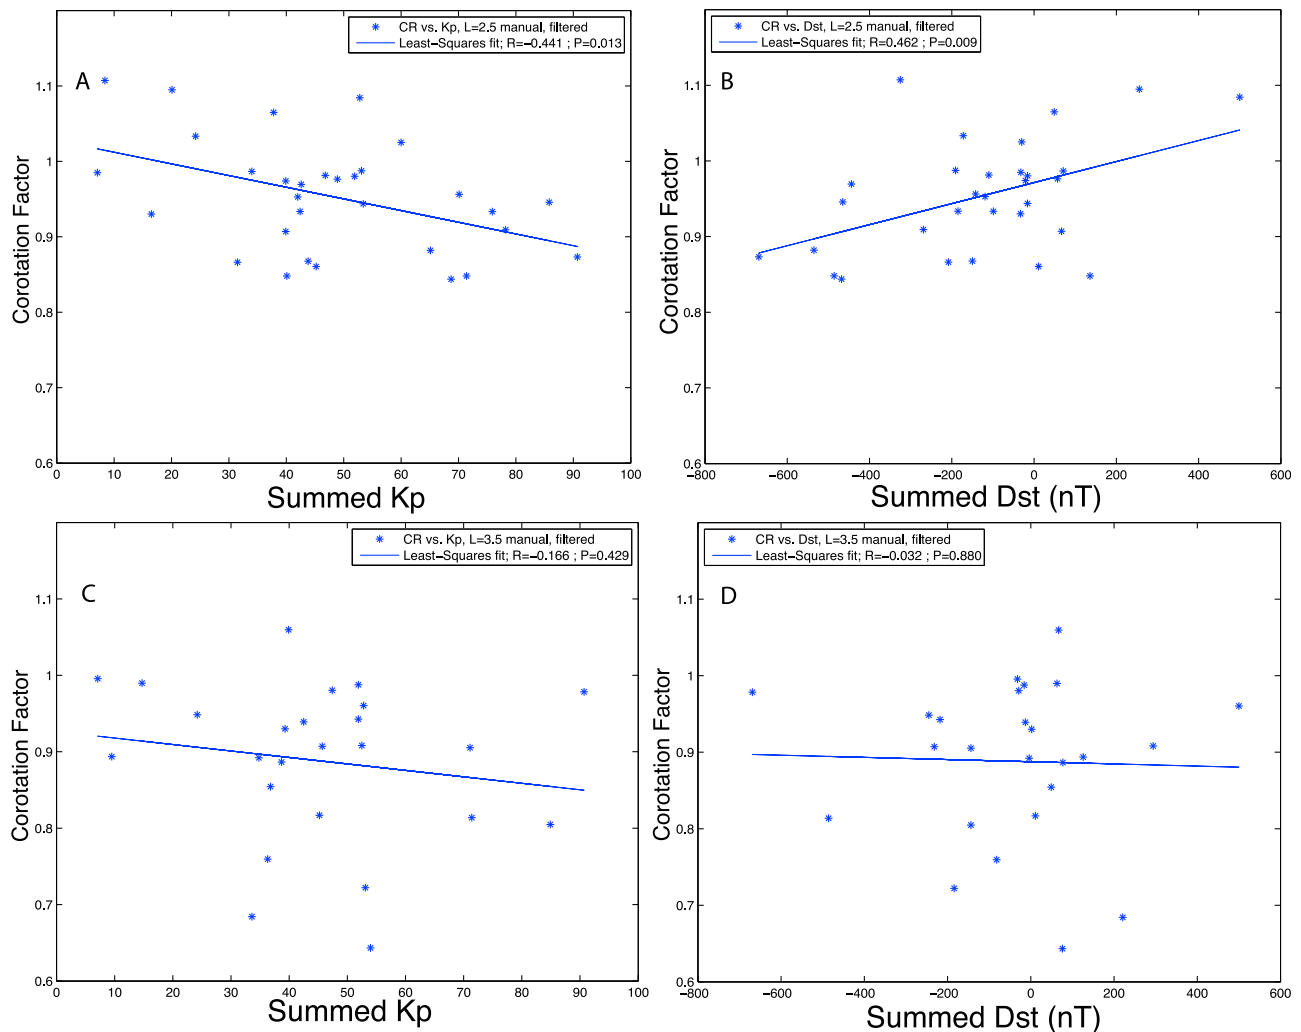 CR vs. Kp, L=2.5 manual, filtered
Least-Squares fit; R=-0.441 ; P=0.013
A
1.1
1
0.9
0.8
0.7
0.6
Corotation Factor
0 10 20 30 40 50 60 70 80 90 100
Summed Kp
CR vs. Dst, L=2.5 manual, filtered
Least-Squares fit; R=0.462 ; P=0.009
B
1.1
1
0.9
0.8
0.7
0.6
Corotation Factor
-800 -600 -400 -200 0 200 400 600
Summed Dst (nT)
CR vs. Kp, L=3.5 manual, filtered
Least-Squares fit; R=-0.166 ; P=0.429
C
1.1
1
0.9
0.8
0.7
0.6
Corotation Factor
0 10 20 30 40 50 60 70 80 90 100
Summed Kp
CR vs. Dst, L=3.5 manual, filtered
Least-Squares fit; R=-0.032 ; P=0.880
D
1.1
1
0.9
0.8
0.7
0.6
Corotation Factor
-800 -600 -400 -200 0 200 400 600
Summed Dst (nT)